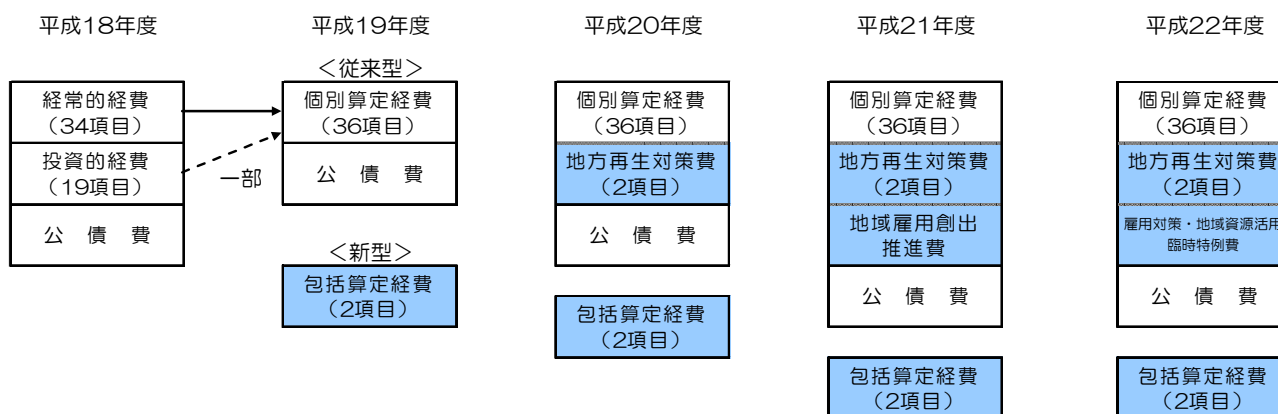 平成18年度
経常的経費
（34項目）
投資的経費
（19項目）
公　債　費
一部
平成19年度
＜従来型＞
個別算定経費
（36項目）
公　債　費
＜新型＞
包括算定経費
（2項目）
平成20年度
個別算定経費
（36項目）
地方再生対策費
（2項目）
公　債　費
包括算定経費
（2項目）
平成21年度
個別算定経費
（36項目）
地方再生対策費
（2項目）
地域雇用創出
推進費
公　債　費
包括算定経費
（2項目）
平成22年度
個別算定経費
（36項目）
地方再生対策費
（2項目）
雇用対策・地域資源活用
臨時特例費
公　債　費
包括算定経費
（2項目）